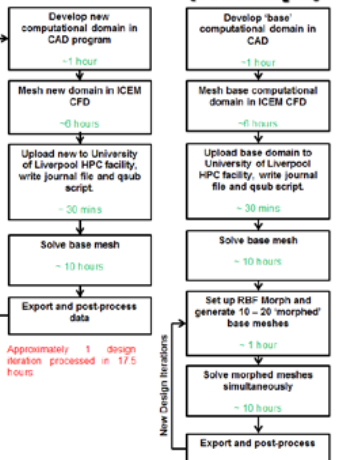 Develop new
computational domain in
CAD program
~1 hour
Mesh new domain in ICEM
CFD
~6 hours
Upload new to University
of Liverpool HPC facility,
write journal file and qsub
script.
~ 30 mins
Solve base mesh
~ 10 hours
Export and post-process
data
Approximately 1 design
iteration processed in 17.5
hours
Develop 'base'
computational domain in
CAD
~1 hour
Mesh base computational
domain in ICEM CFD
~6 hours
Upload base domain to
University of Liverpool
HPC facility, write journal
file and qsub script.
~ 30 mins
Solve base mesh
~ 10 hours
Set up RBF Morph and
generate 10 – 20 'morphed'
base meshes
~ 1 hour
Solve morphed meshes
simultaneously
~ 10 hours
Export and post-process
New Design Iterations